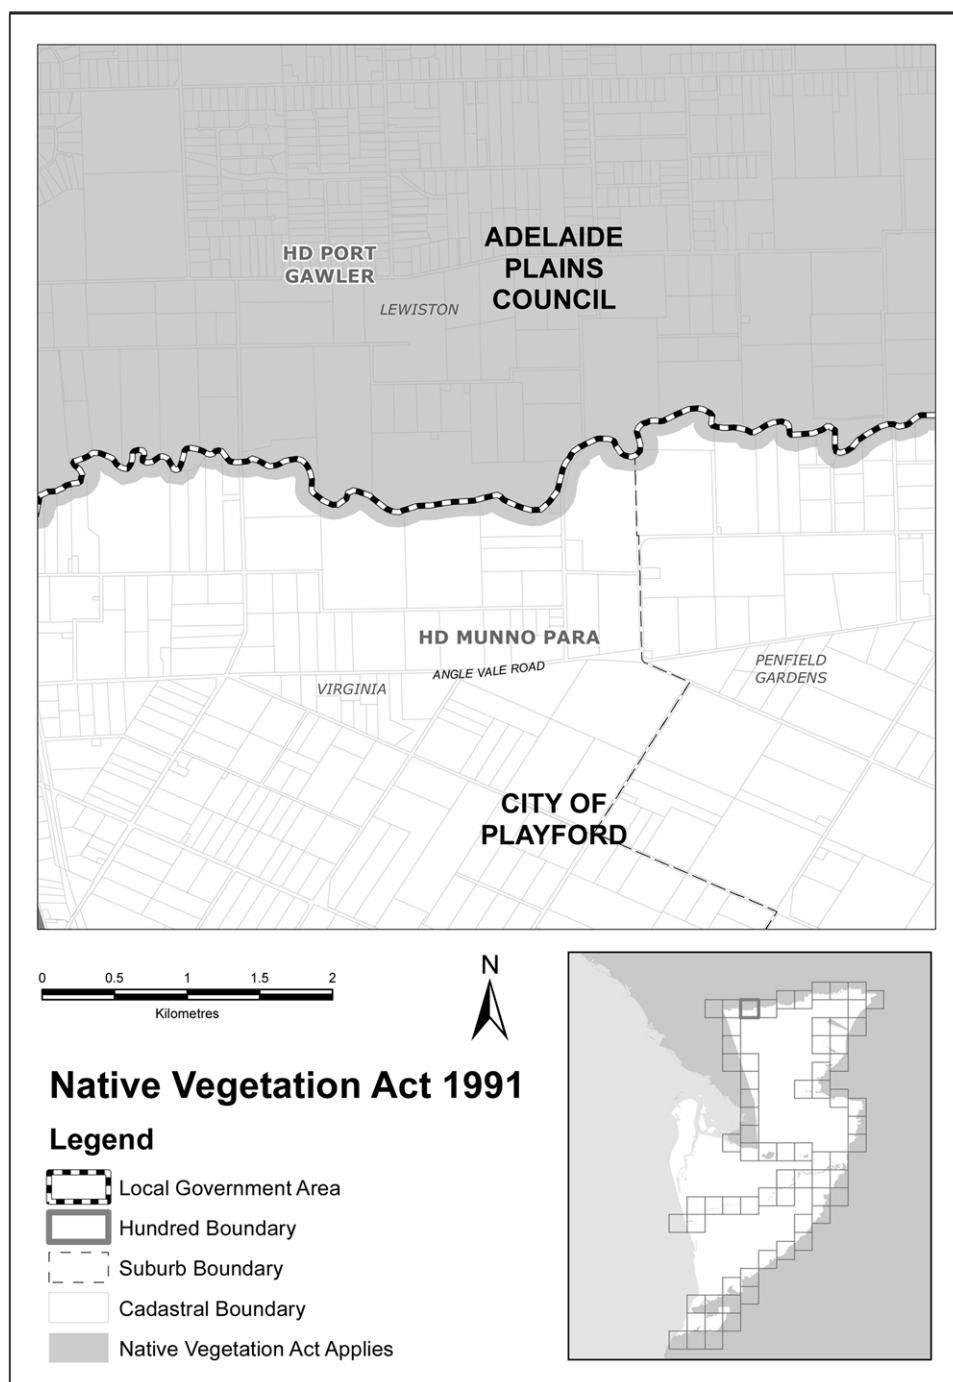 ADELAIDE
PLAINS
COUNCIL
HD PORT
GAWLER
LEWISTON
HD MUNNO PARA
ANGLE VALE ROAD
PENFIELD
GARDENS
VIRGINIA
CITY OF
PLAYFORD
0 0.5 1 1.5 2
Kilometres
N
Native Vegetation Act 1991
Legend
Local Government Area
Hundred Boundary
Suburb Boundary
Cadastral Boundary
Native Vegetation Act Applies